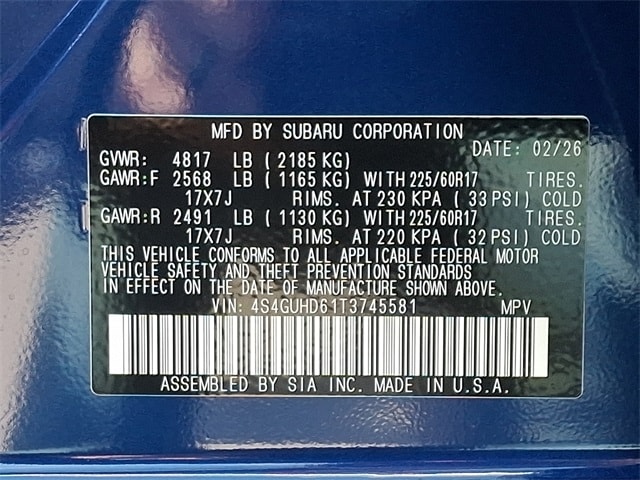 MFD BY SUBARU CORPORATION
DATE: 02/26
GVWR: 4817 LB ( 2185 KG)
GAWR:F 2568 LB ( 1165 KG) WITH 225/60R17 TIRES.
17X7J RIMS. AT 230 KPA ( 33 PSI) COLD
GAWR:R 2491 LB ( 1130 KG) WITH 225/60R17 TIRES.
17X7J RIMS. AT 220 KPA ( 32 PSI) COLD
THIS VEHICLE CONFORMS TO ALL APPLICABLE FEDERAL MOTOR
VEHICLE SAFETY AND THEFT PREVENTION STANDARDS
IN EFFECT ON THE DATE OF MANUFACTURE SHOWN ABOVE.
VIN: 4S4GUHD61T3745581 MPV
ASSEMBLED BY SIA INC. MADE IN U.S.A.